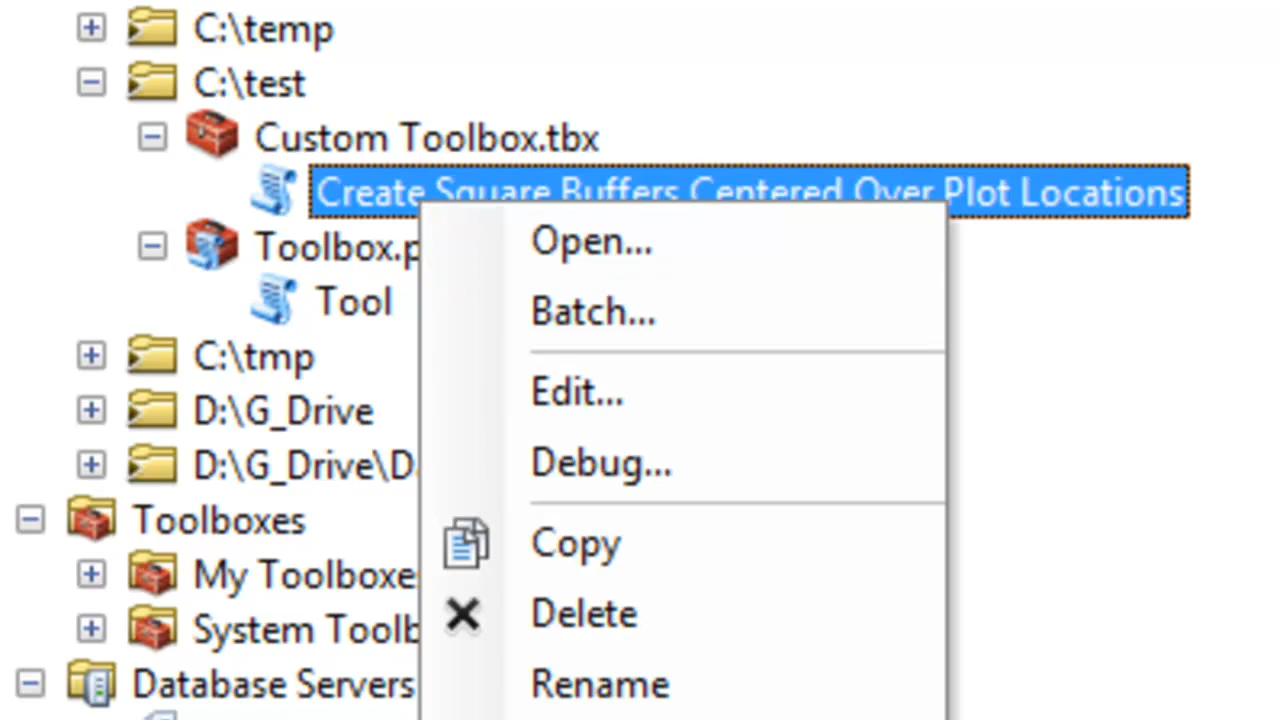 C:\temp
C:\test
Custom Toolbox.tbx
Create Square Buffers Centered Over Plot Locations
Toolbox.p
Tool
C:\tmp
D:\G_Drive
D:\G_Drive\D
Toolboxes
My Toolboxe
System Toolb
Database Servers
Open...
Batch...
Edit...
Debug...
Copy
Delete
Rename